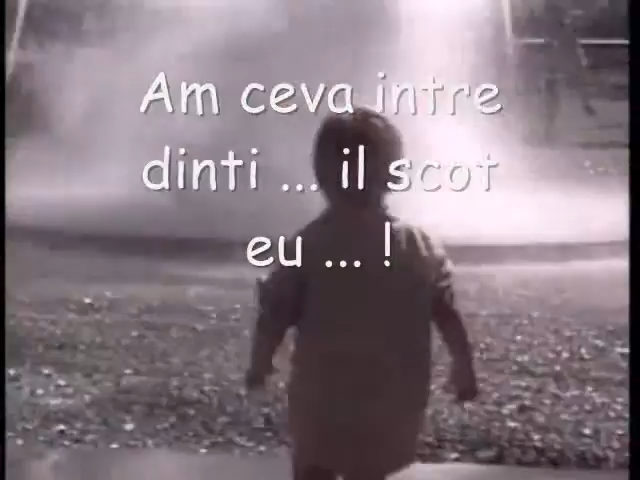 Am ceva intre
dinti ... il scot
eu ... !